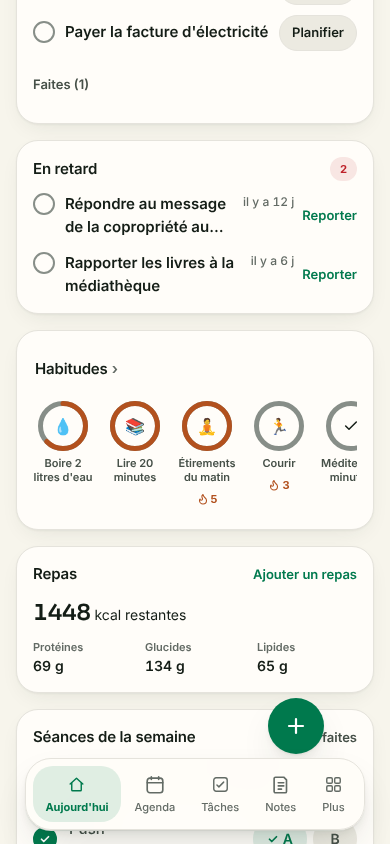 Payer la facture d'électricité
Planifier
Faites (1)
En retard
2
Répondre au message
de la copropriété au...
il y a 12 j
Reporter
Rapporter les livres à la
médiathèque
il y a 6 j
Reporter
Habitudes ›
Boire 2
litres d'eau
Lire 20
minutes
Étirements
du matin
5
Courir
3
Médite
minut
Repas
Ajouter un repas
1448 kcal restantes
Protéines
69 g
Glucides
134 g
Lipides
65 g
Séances de la semaine
faites
Aujourd'hui
Agenda
Tâches
Notes
Plus
Push
✓ A
B